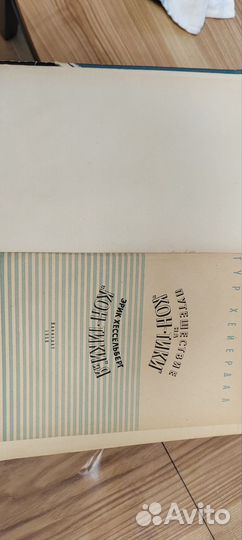 ТУР ХЕЙЕРДАЛ
ПУТЕШЕСТВИЕ
НА
„КОН-ТИКИ“
ЭРИК ХЕССЕЛЬБЕРГ
„КОН-ТИКИ“
Avito